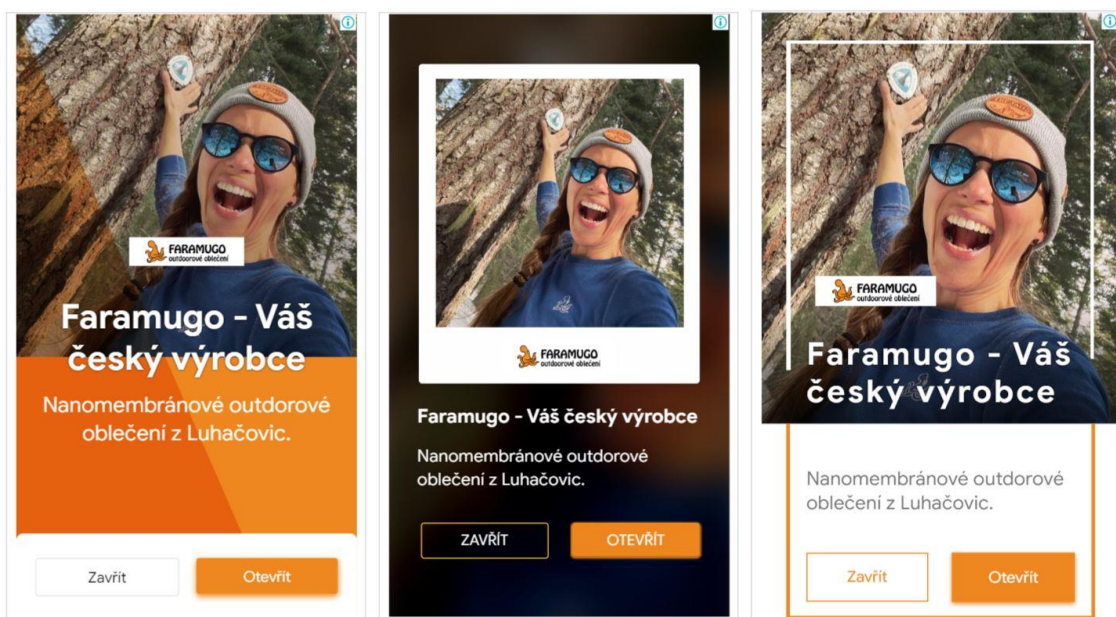 FARAMUGO
outdoorové oblečení
Faramugo - Váš
český výrobce
Nanomembránové outdorové
oblečení z Luhačovic.
Zavřít
Otevřít
FARAMUGO
outdoorové oblečení
Faramugo - Váš český výrobce
Nanomembránové outdorové
oblečení z Luhačovic.
ZAVŘÍT
OTEVŘÍT
FARAMUGO
outdoorové oblečení
Faramugo - Váš
český výrobce
Nanomembránové outdorové
oblečení z Luhačovic.
Zavřít
Otevřít